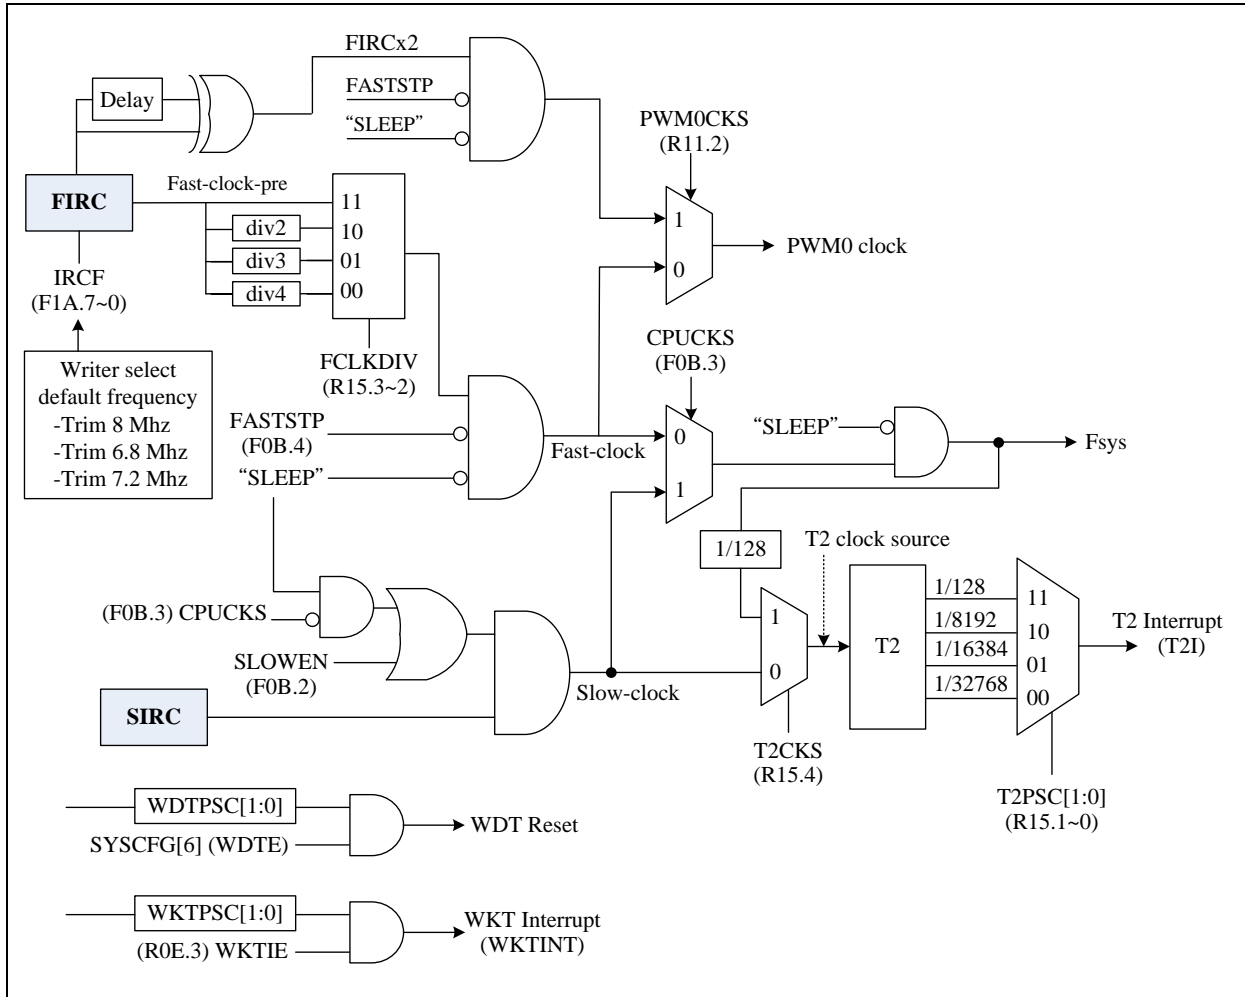 FIRCx2
FASTSTP
Delay
“SLEEP”
PWM0CKS
(R11.2)
FIRC
Fast-clock-pre
11
div2
10
div3
01
div4
00
1
0
PWM0 clock
IRCF
(F1A.7~0)
FCLKDIV
(R15.3~2)
CPUCKS
(F0B.3)
Writer select
default frequency
-Trim 8 Mhz
-Trim 6.8 Mhz
-Trim 7.2 Mhz
FASTSTP
(F0B.4)
“SLEEP”
Fast-clock
0
1
“SLEEP”
Fsys
1/128
T2 clock source
(F0B.3) CPUCKS
SLOWEN
(F0B.2)
SIRC
Slow-clock
1
0
T2CKS
(R15.4)
T2
1/128
1/8192
1/16384
1/32768
11
10
01
00
T2 Interrupt
(T2I)
T2PSC[1:0]
(R15.1~0)
WDTPSC[1:0]
SYSCFG[6] (WDTE)
WDT Reset
WKTPSC[1:0]
(R0E.3) WKTIE
WKT Interrupt
(WKTINT)